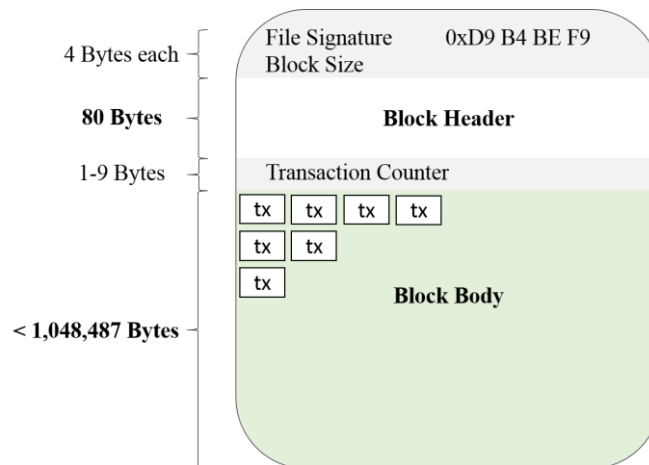 File Signature 0xD9 B4 BE F9
4 Bytes each
Block Size
80 Bytes
Block Header
1-9 Bytes
Transaction Counter
tx tx tx tx
tx tx
tx
Block Body
< 1,048,487 Bytes